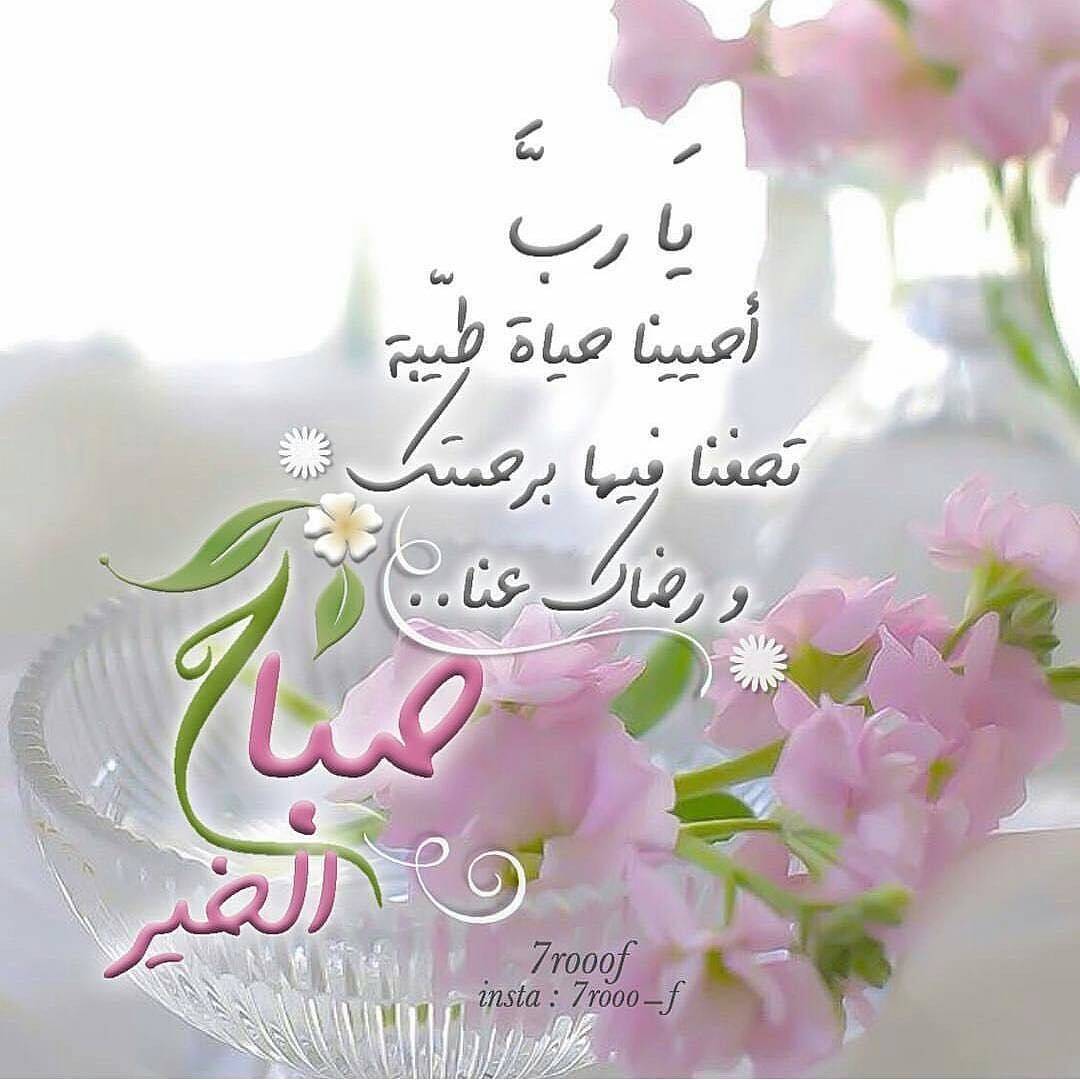 يَا ربَّ
أحيينا حياة طيّبة
تحفنا فيها برحمتك
و رضاك عنا..
صباح
الخير
7rooof
insta : 7rooo_f